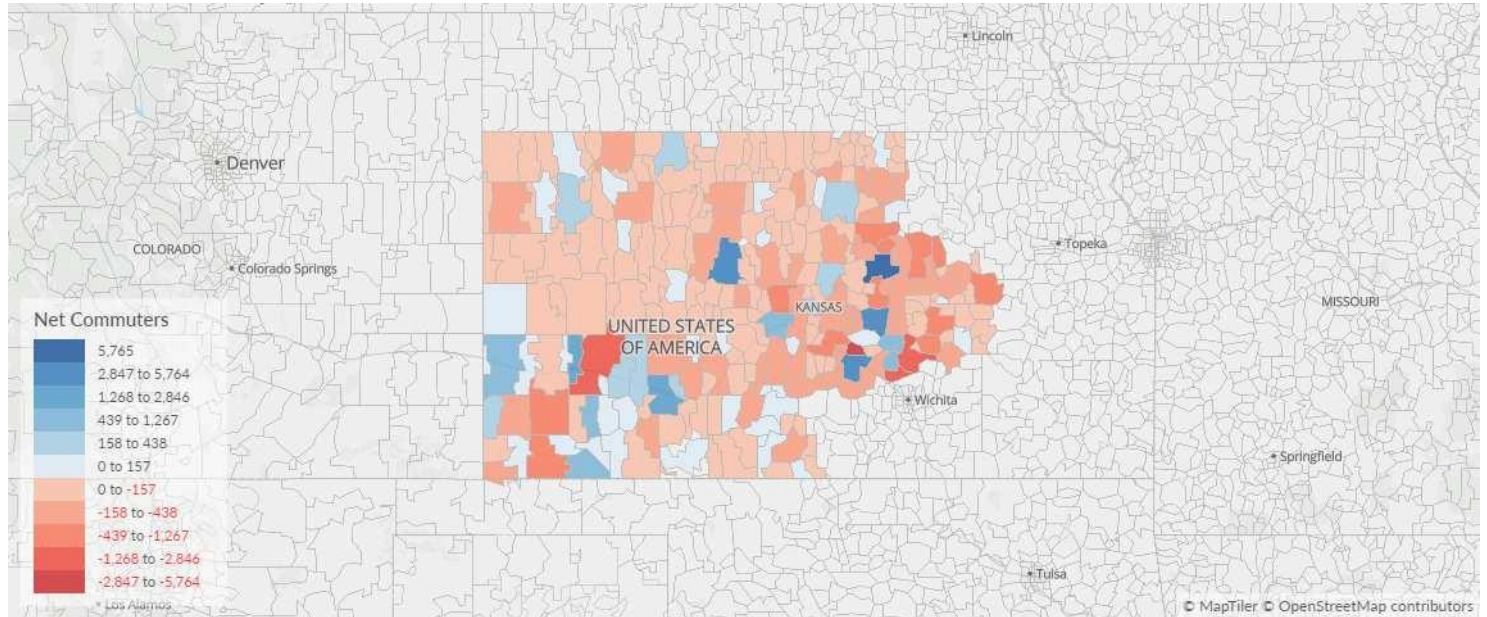 Lincoln
Denver
COLORADO
Colorado Springs
Topeka
KANSAS
MISSOURI
UNITED STATES
OF AMERICA
Wichita
Springfield
Tulsa
Net Commuters
5,765
2,847 to 5,764
1,268 to 2,846
439 to 1,267
158 to 438
0 to 157
0 to -157
-158 to -438
-439 to -1,267
-1,268 to -2,846
-2,847 to -5,764
Los Alamos
© MapTiler © OpenStreetMap contributors